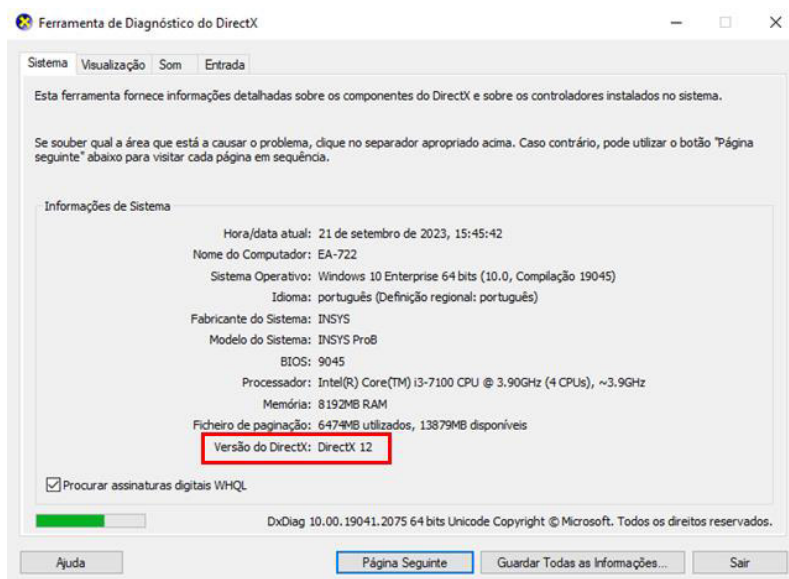 Ferramenta de Diagnóstico do DirectX
Sistema Visualização Som Entrada
Esta ferramenta fornece informações detalhadas sobre os componentes do DirectX e sobre os controladores instalados no sistema.
Se souber qual a área que está a causar o problema, clique no separador apropriado acima. Caso contrário, pode utilizar o botão "Página
seguinte" abaixo para visitar cada página em sequência.
Informações de Sistema
Hora/data atual: 21 de setembro de 2023, 15:45:42
Nome do Computador: EA-722
Sistema Operativo: Windows 10 Enterprise 64 bits (10.0, Compilação 19045)
Idioma: português (Definição regional: português)
Fabricante do Sistema: INSYS
Modelo do Sistema: INSYS ProB
BIOS: 9045
Processador: Intel(R) Core(TM) i3-7100 CPU @ 3.90GHz (4 CPUs), ~3.9GHz
Memória: 8192MB RAM
Ficheiro de paginação: 6474MB utilizados, 13879MB disponíveis
Versão do DirectX: DirectX 12
Procurar assinaturas digitais WHQL
DxDiag 10.00.19041.2075 64 bits Unicode Copyright © Microsoft. Todos os direitos reservados.
Ajuda Página Seguinte Guardar Todas as Informações... Sair